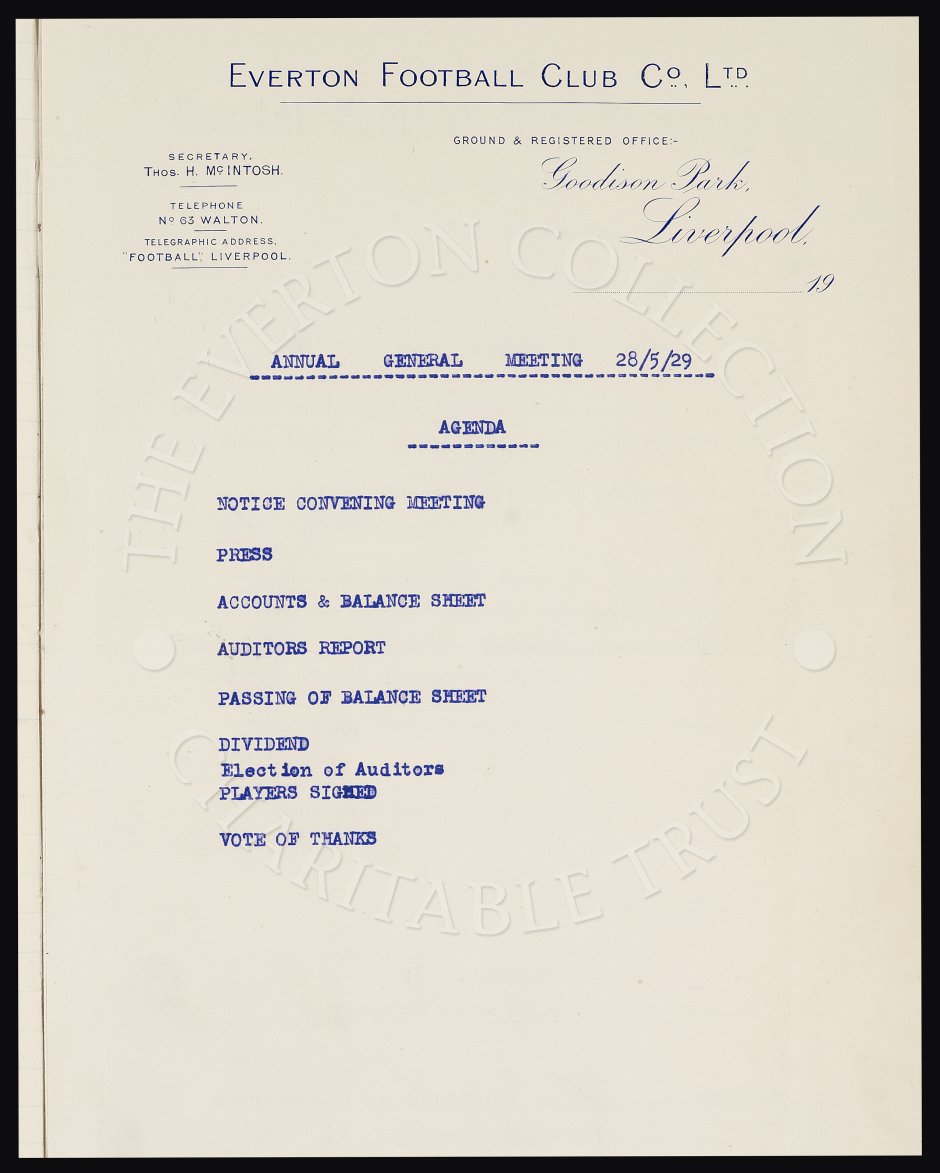 EVERTON FOOTBALL CLUB Cº., LTD.
GROUND & REGISTERED OFFICE:-
Goodison Park,
Liverpool,
19
SECRETARY,
THOS. H. McINTOSH.
TELEPHONE
Nº 63 WALTON.
TELEGRAPHIC ADDRESS,
"FOOTBALL", LIVERPOOL.
ANNUAL GENERAL MEETING 28/5/29
AGENDA
NOTICE CONVENING MEETING
PRESS
ACCOUNTS & BALANCE SHEET
AUDITORS REPORT
PASSING OF BALANCE SHEET
DIVIDEND
Election of Auditors
PLAYERS SIGNED
VOTE OF THANKS
THE EVERTON COLLECTION
CHARITABLE TRUST